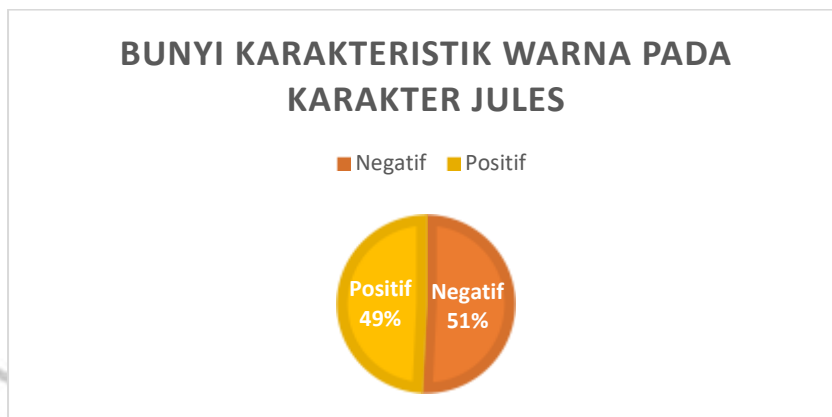 BUNYI KARAKTERISTIK WARNA PADA
KARAKTER JULES
Negatif Positif
Positif
49%
Negatif
51%